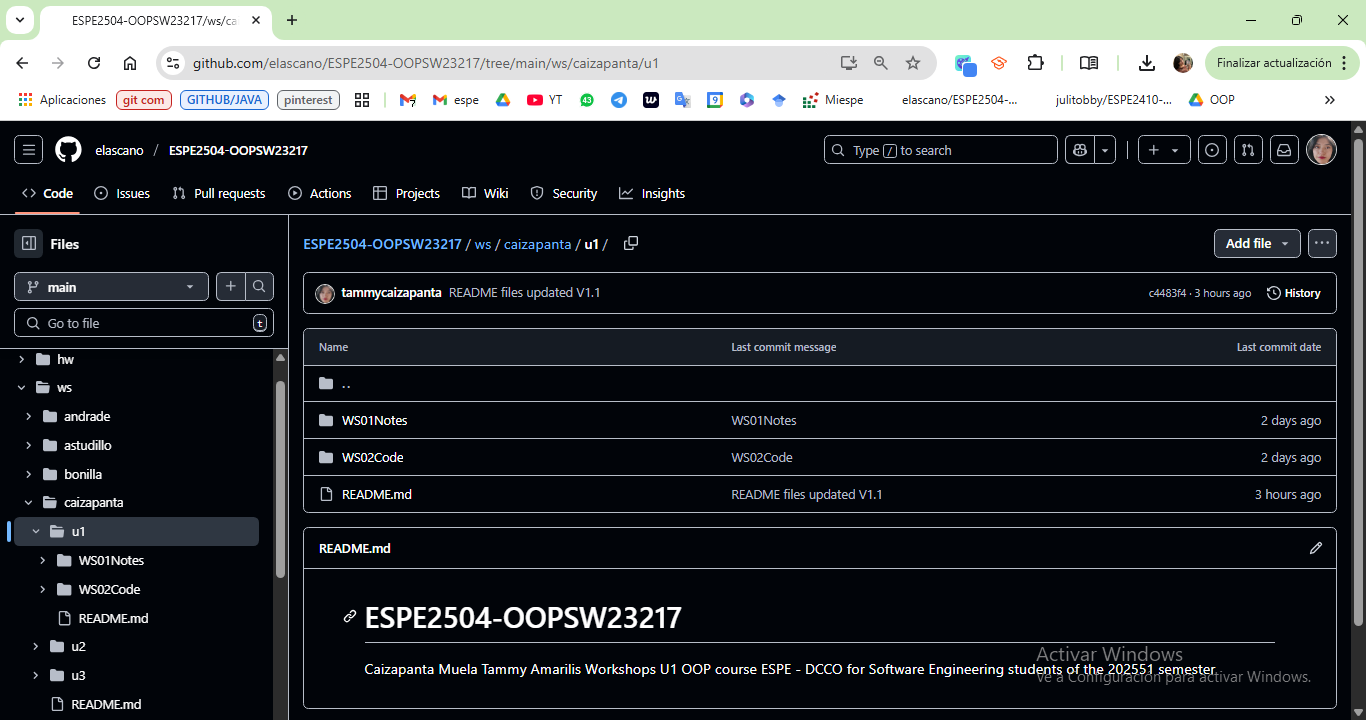 ESPE2504-OOPSW23217/ws/ca
github.com/elascano/ESPE2504-OOPSW23217/tree/main/ws/caizapanta/u1
Finalizar actualización
Aplicaciones git com GITHUB/JAVA pinterest espe YT Miespe elascano/ESPE2504-... julitobby/ESPE2410-... OOP
elascano / ESPE2504-OOPSW23217
Type / to search
Code Issues Pull requests Actions Projects Wiki Security Insights
Files
main
Go to file t
hw
ws
andrade
astudillo
bonilla
caizapanta
u1
WS01Notes
WS02Code
README.md
u2
u3
README.md
ESPE2504-OOPSW23217 / ws / caizapanta / u1 /
Add file
tammycaizapanta README files updated V1.1
c4483f4 · 3 hours ago History
Name Last commit message Last commit date
..
WS01Notes WS01Notes 2 days ago
WS02Code WS02Code 2 days ago
README.md README files updated V1.1 3 hours ago
README.md
ESPE2504-OOPSW23217
Caizapanta Muela Tammy Amarilis Workshops U1 OOP course ESPE - DCCO for Software Engineering students of the 202551 semester
Activar Windows
Ve a Configuración para activar Windows.